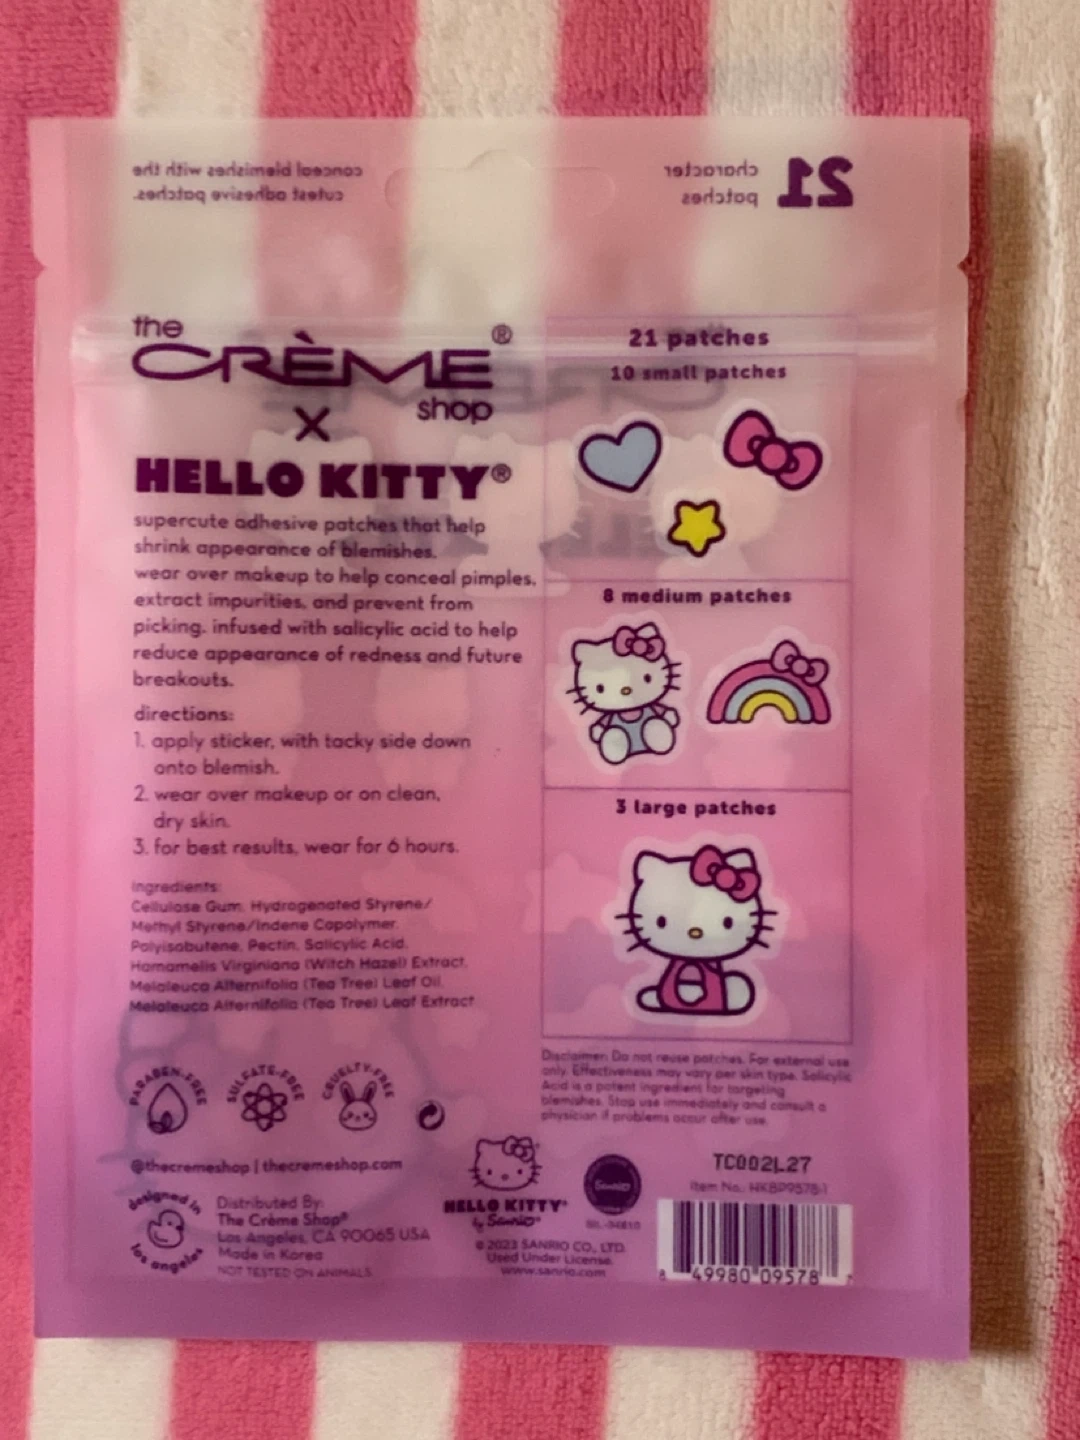 conceal blemishes with the
cutest adhesive patches.
21 character
patches
the
CRÈME®
shop
X
HELLO KITTY®
supercute adhesive patches that help
shrink appearance of blemishes.
wear over makeup to help conceal pimples,
extract impurities, and prevent from
picking. infused with salicylic acid to help
reduce appearance of redness and future
breakouts.
directions:
1. apply sticker, with tacky side down
onto blemish.
2. wear over makeup or on clean,
dry skin.
3. for best results, wear for 6 hours.
Ingredients:
Cellulose Gum, Hydrogenated Styrene/
Methyl Styrene/Indene Copolymer,
Polyisobutene, Pectin, Salicylic Acid,
Hamamelis Virginiana (Witch Hazel) Extract,
Melaleuca Alternifolia (Tea Tree) Leaf Oil,
Melaleuca Alternifolia (Tea Tree) Leaf Extract
PARABEN-FREE
SULFATE-FREE
CRUELTY-FREE
@thecremeshop | thecremeshop.com
designed in
los angeles
Distributed By:
The Crème Shop®
Los Angeles, CA 90065 USA
Made in Korea
NOT TESTED ON ANIMALS
21 patches
10 small patches
8 medium patches
3 large patches
Disclaimer: Do not reuse patches. For external use
only. Effectiveness may vary per skin type. Salicylic
Acid is a potent ingredient for targeting
blemishes. Stop use immediately and consult a
physician if problems occur after use.
HELLO KITTY®
by Sanrio®
© 2023 SANRIO CO., LTD.
Used Under License.
www.sanrio.com
Sanrio
TC002L27
Item No. HKBP9578-1
8 49980 09578